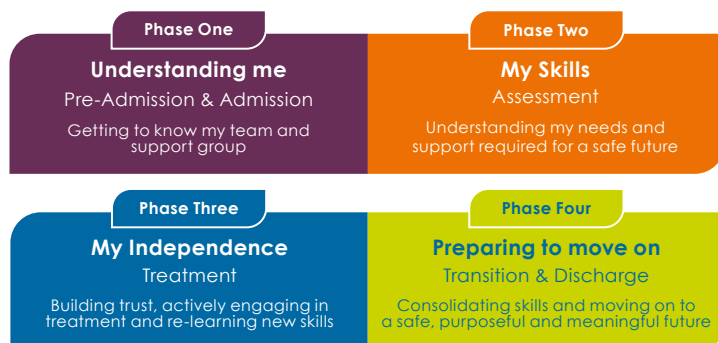 Phase One
Understanding me
Pre-Admission & Admission
Getting to know my team and
support group
Phase Two
My Skills
Assessment
Understanding my needs and
support required for a safe future
Phase Three
My Independence
Treatment
Building trust, actively engaging in
treatment and re-learning new skills
Phase Four
Preparing to move on
Transition & Discharge
Consolidating skills and moving on to
a safe, purposeful and meaningful future